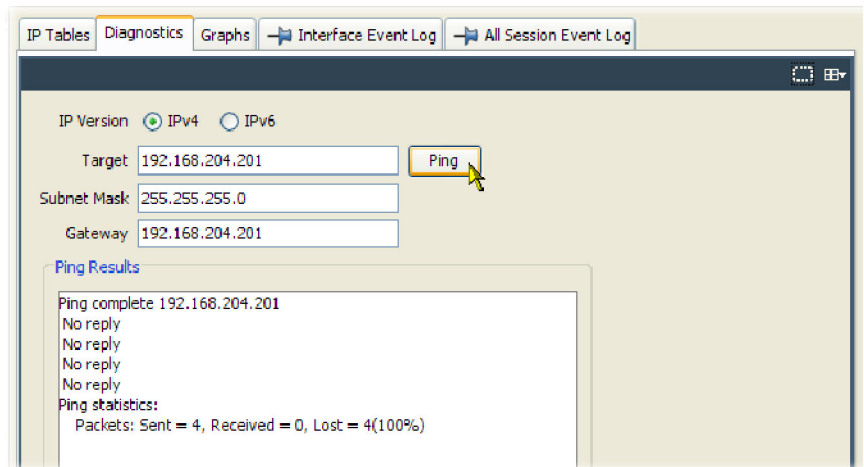 IP Tables Diagnostics Graphs Interface Event Log All Session Event Log
IP Version IPv4 IPv6
Target 192.168.204.201 Ping
Subnet Mask 255.255.255.0
Gateway 192.168.204.201
Ping Results
Ping complete 192.168.204.201
No reply
No reply
No reply
No reply
Ping statistics:
Packets: Sent = 4, Received = 0, Lost = 4(100%)